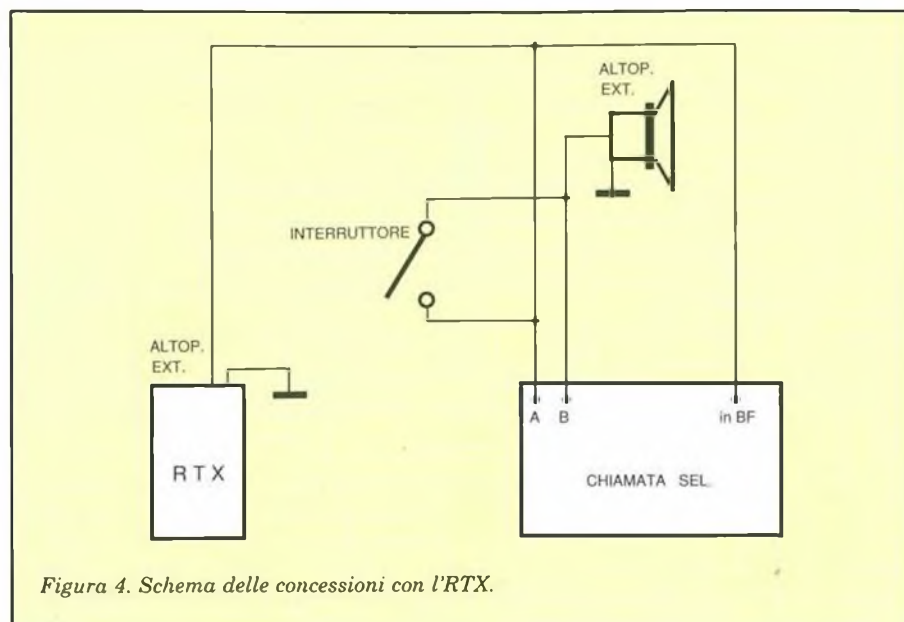 ALTOP.
EXT.
INTERRUTTORE
ALTOP.
EXT.
RTX
A B in BF
CHIAMATA SEL.
Figura 4. Schema delle concessioni con l'RTX.